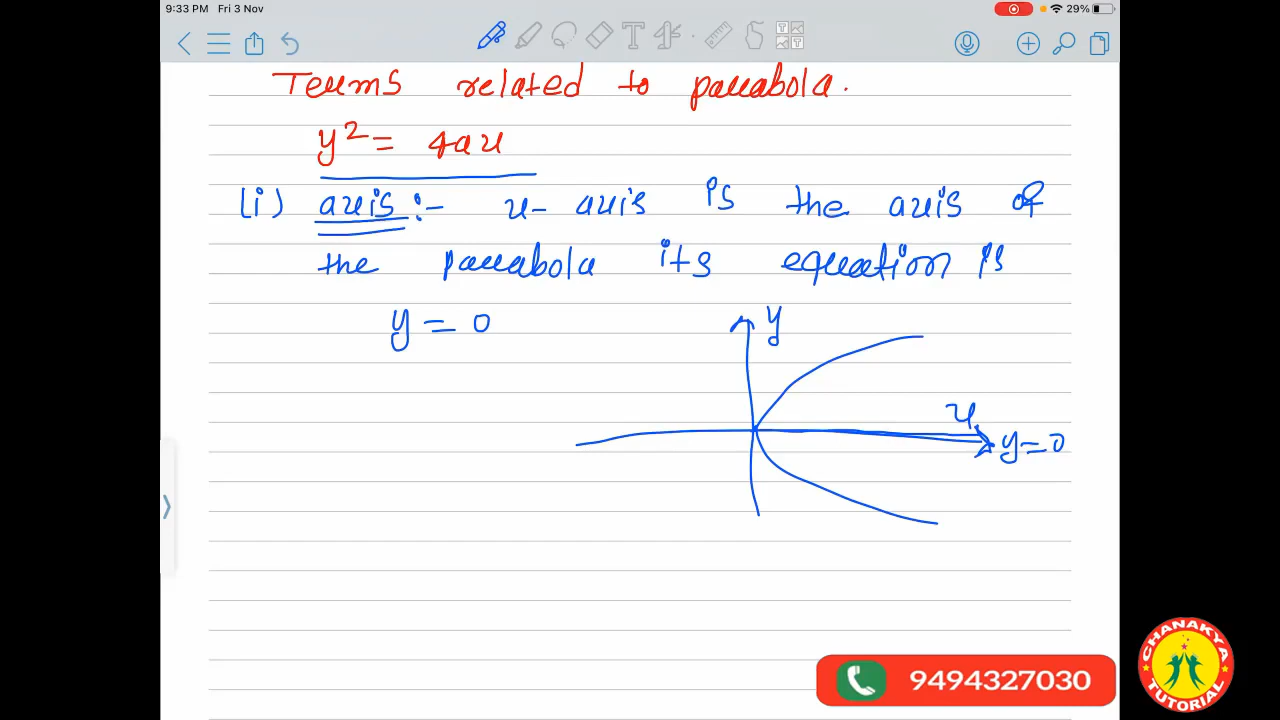 9:33 PM Fri 3 Nov
29%
Terms related to parabola.
y² = 4ax
(i) axis :- x- axis is the axis of
the parabola its equation is
y = 0
y
x
y=0
9494327030
CHANAKYA
TUTORIAL